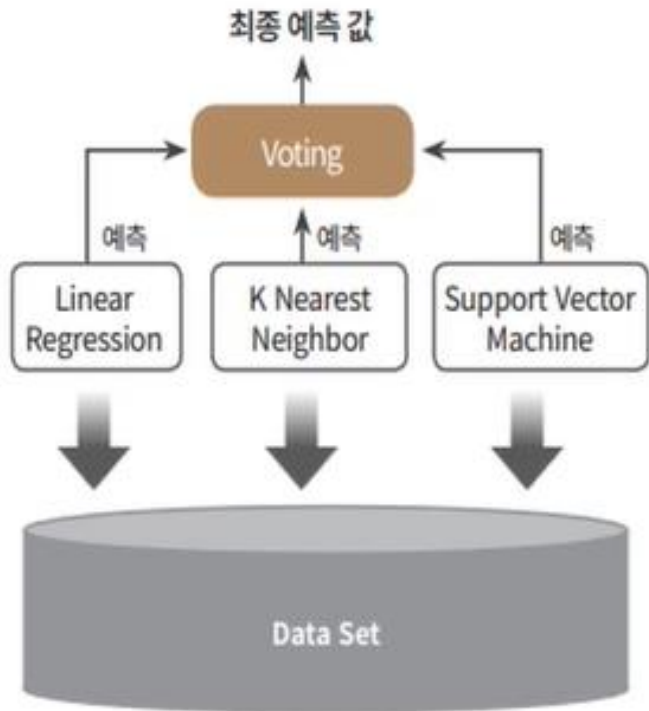 최종 예측 값
Voting
예측
예측
예측
Linear
Regression
K Nearest
Neighbor
Support Vector
Machine
Data Set